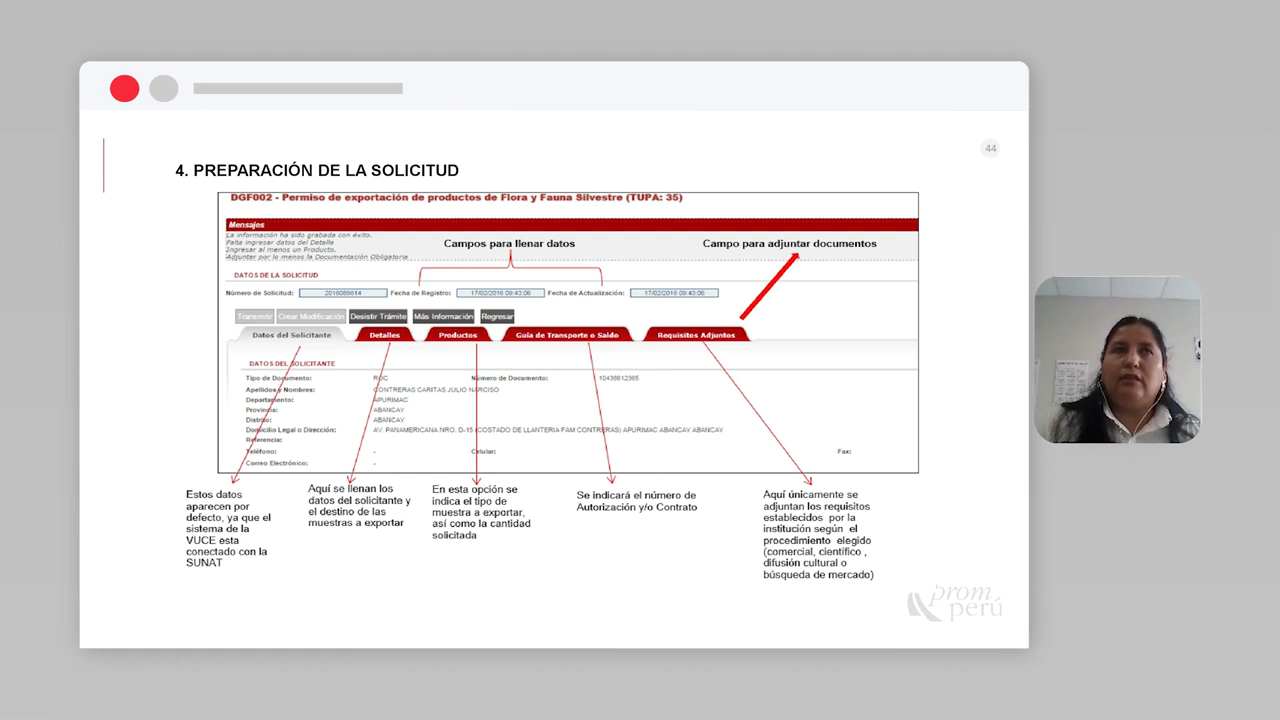 44
4. PREPARACIÓN DE LA SOLICITUD
DGF002 - Permiso de exportación de productos de Flora y Fauna Silvestre (TUPA: 35)
Mensajes
La información ha sido grabada con éxito.
Falta ingresar datos del Detalle
Ingresar al menos un Producto.
Adjuntar por lo menos la Documentación Obligatoria
Campos para llenar datos
Campo para adjuntar documentos
DATOS DE LA SOLICITUD
Número de Solicitud: 2016069614 Fecha de Registro: 17/02/2016 09:43:06 Fecha de Actualización: 17/02/2016 09:43:06
Transmitir Crear Modificación Desistir Trámite Más Información Regresar
Datos del Solicitante Detalles Productos Guía de Transporte o Saldo Requisitos Adjuntos
DATOS DEL SOLICITANTE
Tipo de Documento: RUC Número de Documento: 10438612365
Apellidos y Nombres: CONTRERAS CARITAS JULIO NARCISO
Departamento: APURIMAC
Provincia: ABANCAY
Distrito: ABANCAY
Domicilio Legal o Dirección: AV. PANAMERICANA NRO. D-15 (COSTADO DE LLANTERIA FAM CONTRERAS) APURIMAC ABANCAY ABANCAY
Referencia:
Teléfono: - Celular: Fax:
Correo Electrónico: -
Estos datos
aparecen por
defecto, ya que el
sistema de la
VUCE esta
conectado con la
SUNAT
Aquí se llenan los
datos del solicitante y
el destino de las
muestras a exportar
En esta opción se
indica el tipo de
muestra a exportar,
así como la cantidad
solicitada
Se indicará el número de
Autorización y/o Contrato
Aquí únicamente se
adjuntan los requisitos
establecidos por la
institución según el
procedimiento elegido
(comercial, científico ,
difusión cultural o
búsqueda de mercado)
prom
perú